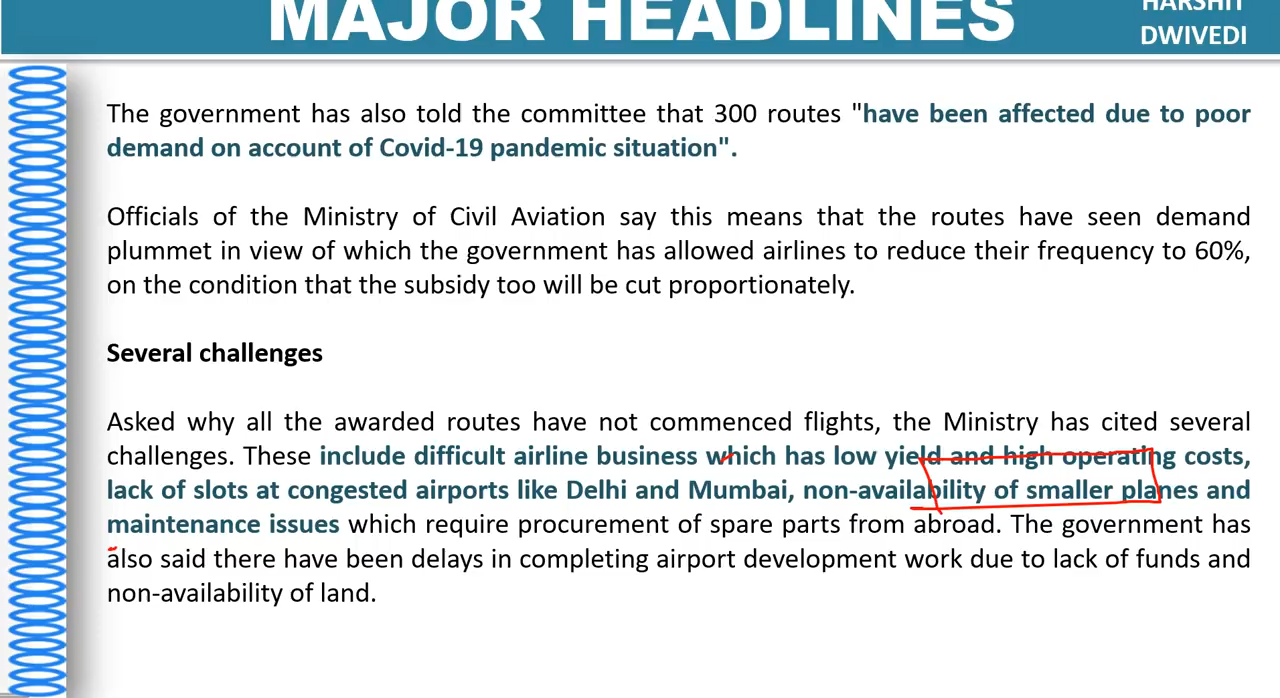 MAJOR HEADLINES
HARSHIT
DWIVEDI
The government has also told the committee that 300 routes "have been affected due to poor
demand on account of Covid-19 pandemic situation".
Officials of the Ministry of Civil Aviation say this means that the routes have seen demand
plummet in view of which the government has allowed airlines to reduce their frequency to 60%,
on the condition that the subsidy too will be cut proportionately.
Several challenges
Asked why all the awarded routes have not commenced flights, the Ministry has cited several
challenges. These include difficult airline business which has low yield and high operating costs,
lack of slots at congested airports like Delhi and Mumbai, non-availability of smaller planes and
maintenance issues which require procurement of spare parts from abroad. The government has
also said there have been delays in completing airport development work due to lack of funds and
non-availability of land.